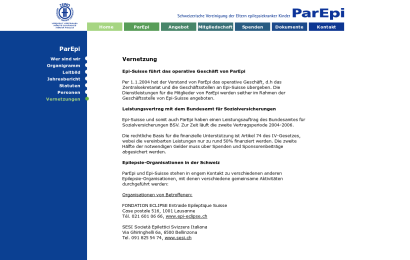 Schweizerische Vereinigung der Eltern epilepsiekranker Kinder ParEpi
Home ParEpi Angebot Mitgliedschaft Spenden Dokumente Kontakt
ParEpi
Wer sind wir
Organigramm
Leitbild
Jahresbericht
Statuten
Personen
Vernetzungen
Vernetzung
Epi-Suisse führt das operative Geschäft von ParEpi
Per 1.1.2004 hat der Vorstand von ParEpi das operative Geschäft, d.h das
Zentralsekretariat und die Geschäftsstellen an Epi-Suisse übergeben. Die
Dienstleistungen für die Mitglieder von ParEpi werden seither im Rahmen der
Geschäftsstelle von Epi-Suisse angeboten.
Leistungsvertrag mit dem Bundesamt für Sozialversicherungen
Epi-Suisse und somit auch ParEpi haben einen Leistungsauftrag des Bundesamtes für
Sozialversicherungen BSV. Zur Zeit läuft die zweite Vertragsperiode 2004-2006.
Die rechtliche Basis für die finanzielle Unterstützung ist Artikel 74 des IV-Gesetzes,
wobei die vereinbarten Leistungen nur zu rund 50% finanziert werden. Die zweite
Hälfte der notwendigen Gelder muss über Spenden und Sponsorenbeiträge
abgesichert werden.
Epilepsie-Organisationen in der Schweiz
ParEpi und Epi-Suisse stehen in engem Kontakt zu verschiedenen anderen
Epilepsie-Organisationen, mit denen verschiedene gemeinsame Aktivitäten
durchgeführt werden:
Organisationen von Betroffenen:
FONDATION ECLIPSE Entraide Epileptique Suisse
Case postale 519, 1001 Lausanne
Tél. 021 601 06 66, www.epi-eclipse.ch
SESI Società Epilettici Svizzera Italiana
Via Ghiringhelli 6a, 6500 Bellinzona
Tel. 091 825 54 74, www.sesi.ch